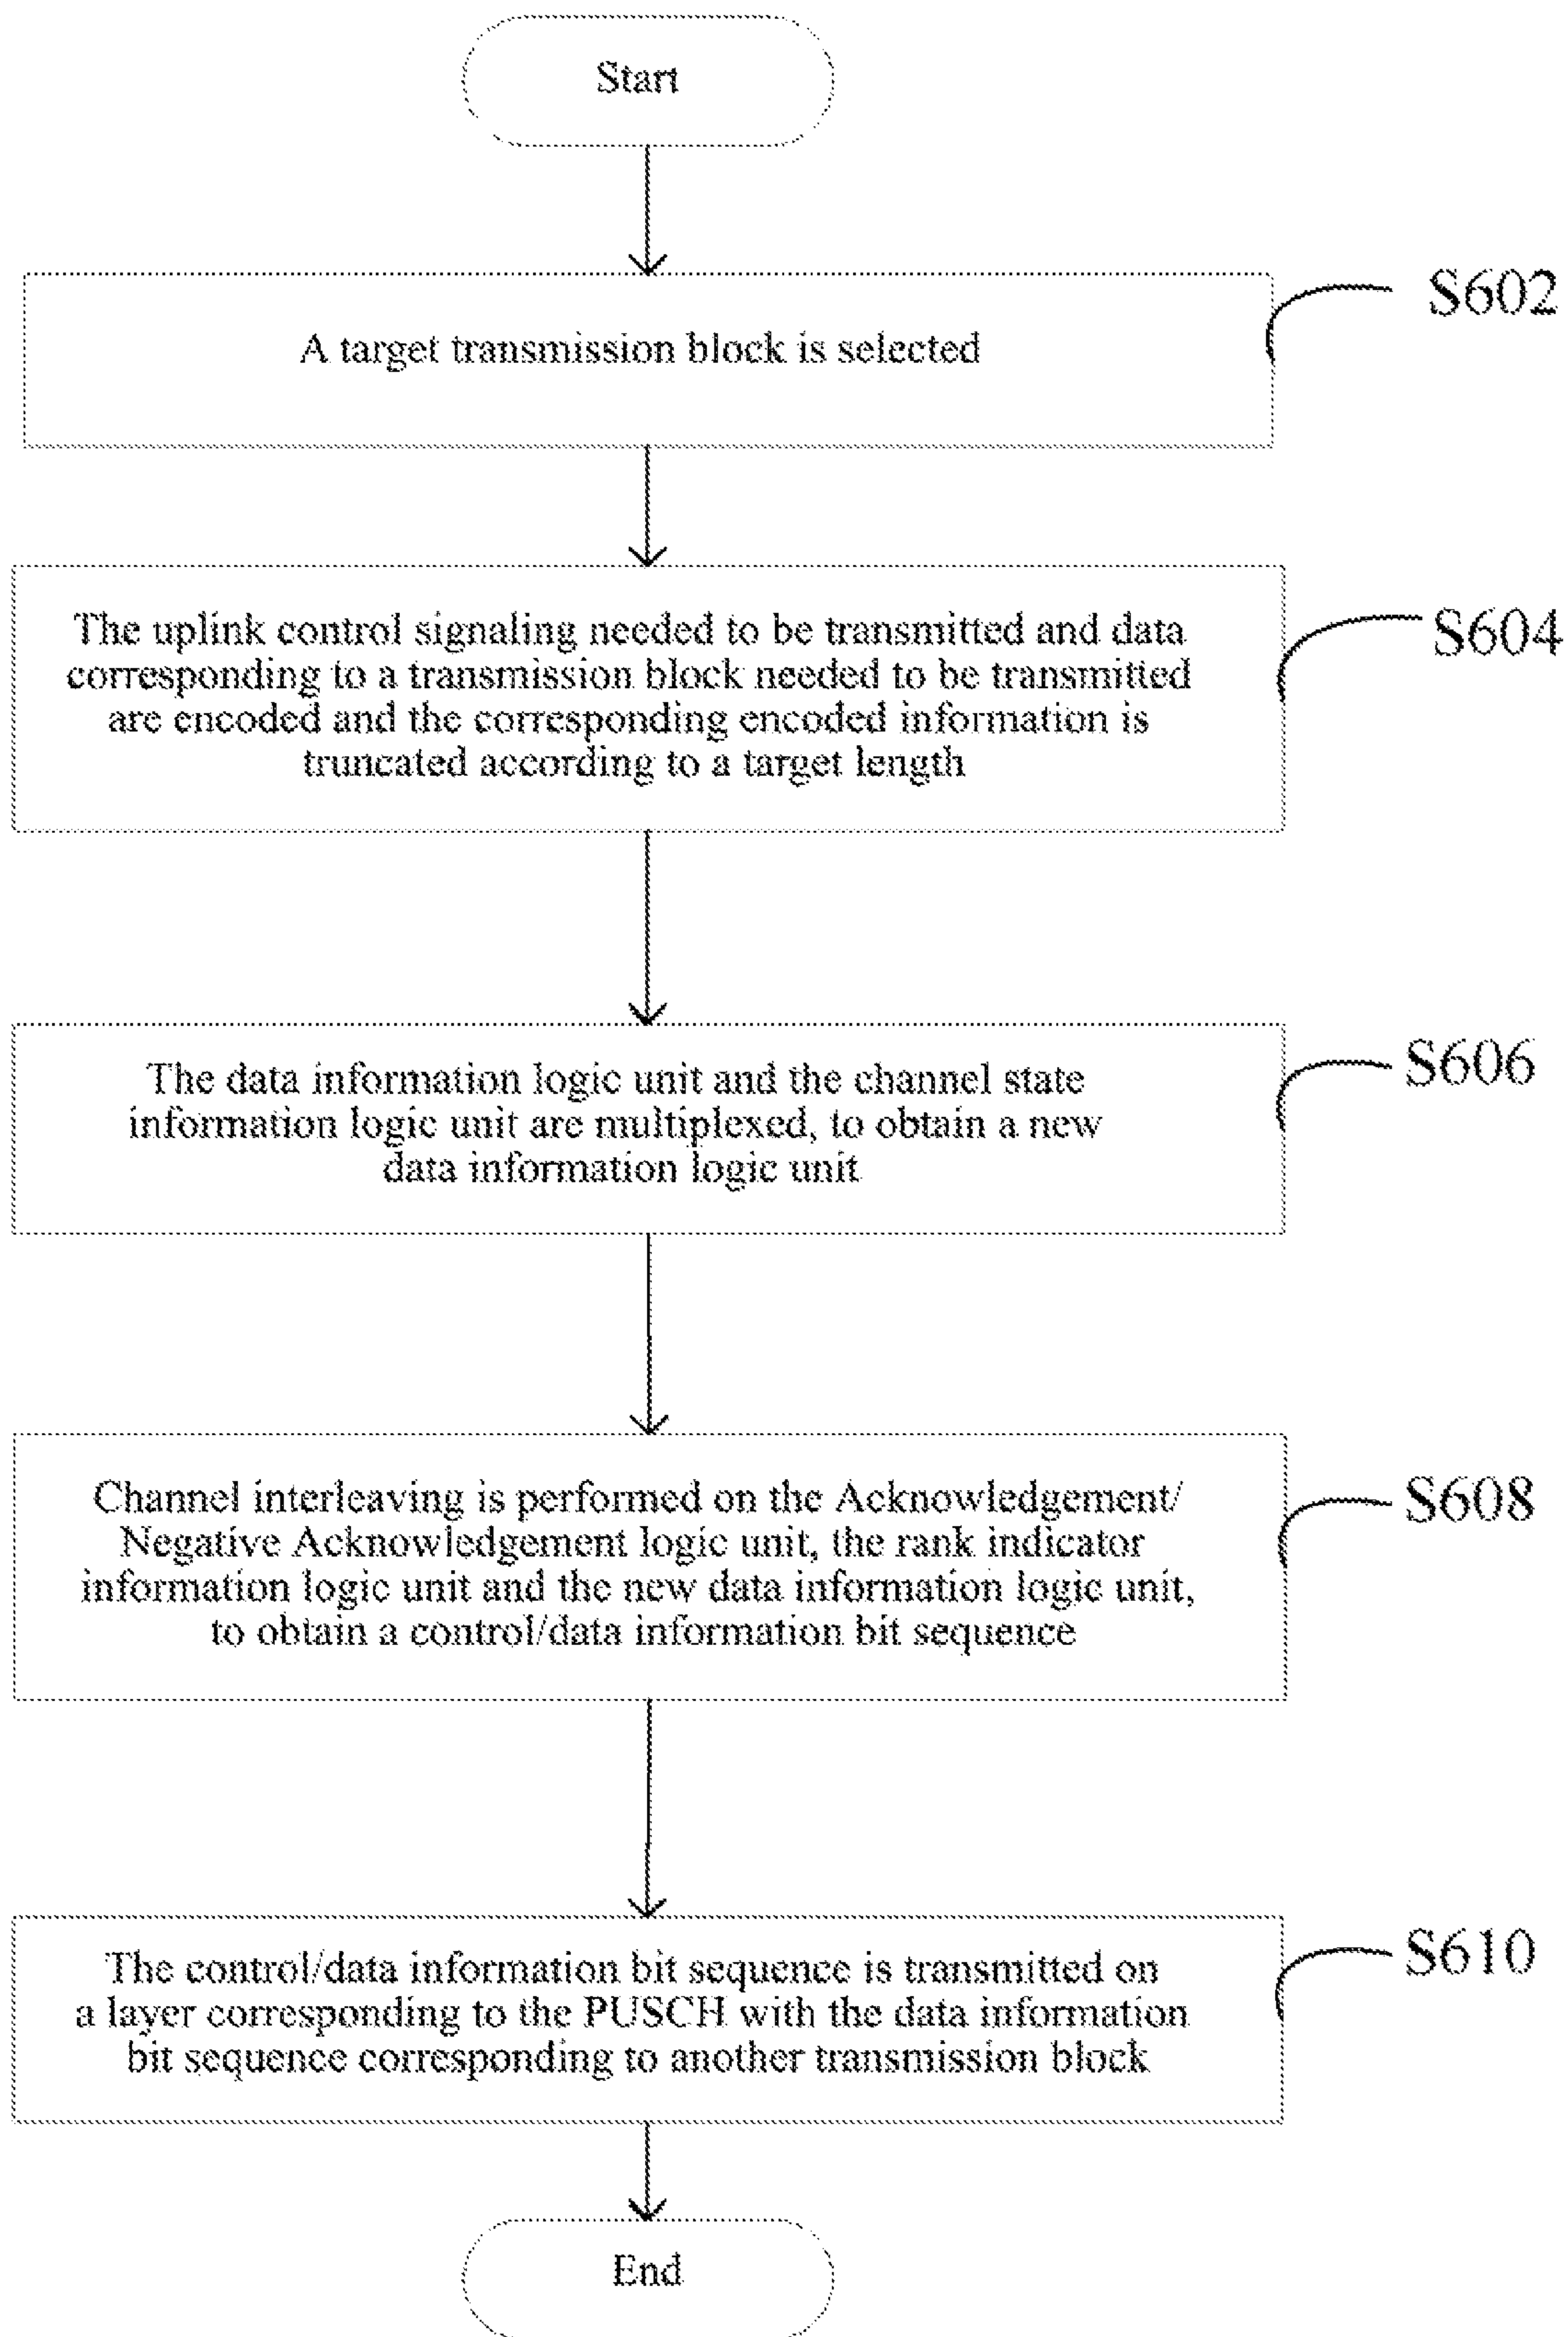 Start
A target transmission block is selected
S602
The uplink control signaling needed to be transmitted and data
corresponding to a transmission block needed to be transmitted
are encoded and the corresponding encoded information is
truncated according to a target length
S604
The data information logic unit and the channel state
information logic unit are multiplexed, to obtain a new
data information logic unit
S606
Channel interleaving is performed on the Acknowledgement/
Negative Acknowledgement logic unit, the rank indicator
information logic unit and the new data information logic unit,
to obtain a control/data information bit sequence
S608
The control/data information bit sequence is transmitted on
a layer corresponding to the PUSCH with the data information
bit sequence corresponding to another transmission block
S610
End